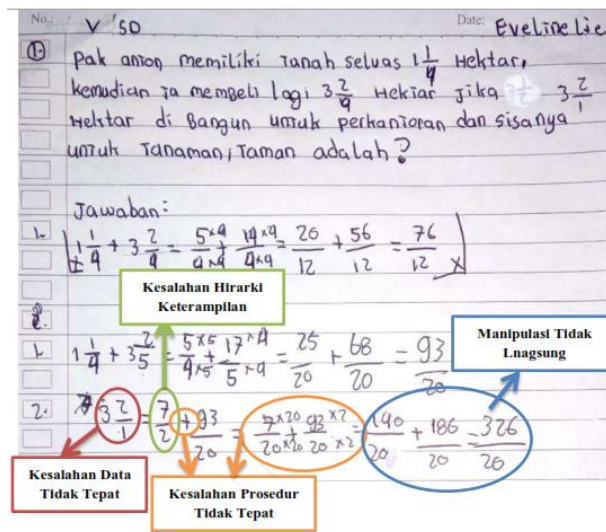 No.: V SD Date: Eveline Lie
① Pak anton memiliki Tanah seluas 1 1/4 Hektar,
kemudian ia membeli lagi 3 2/4 Hektar Jika 3 2/1
Hektar di Bangun untuk perkantoran dan sisanya
untuk Tanaman/Taman adalah?
Jawaban:
1. 1 1/4 + 3 2/4 = 5×4/4×4 + 14×4/4×4 = 20/12 + 56/12 = 76/12 X
Kesalahan Hirarki
Keterampilan
Manipulasi Tidak
Lnagsung
2.
1. 1 1/4 + 3 2/5 = 5×5/4×5 + 17×4/5×4 = 25/20 + 68/20 = 93/20
2. 3 2/1 = 7/2 + 93/20 = 7×20/20×20 + 93×2/20×2 = 140/20 + 186/20 = 326/20
Kesalahan Data
Tidak Tepat
Kesalahan Prosedur
Tidak Tepat